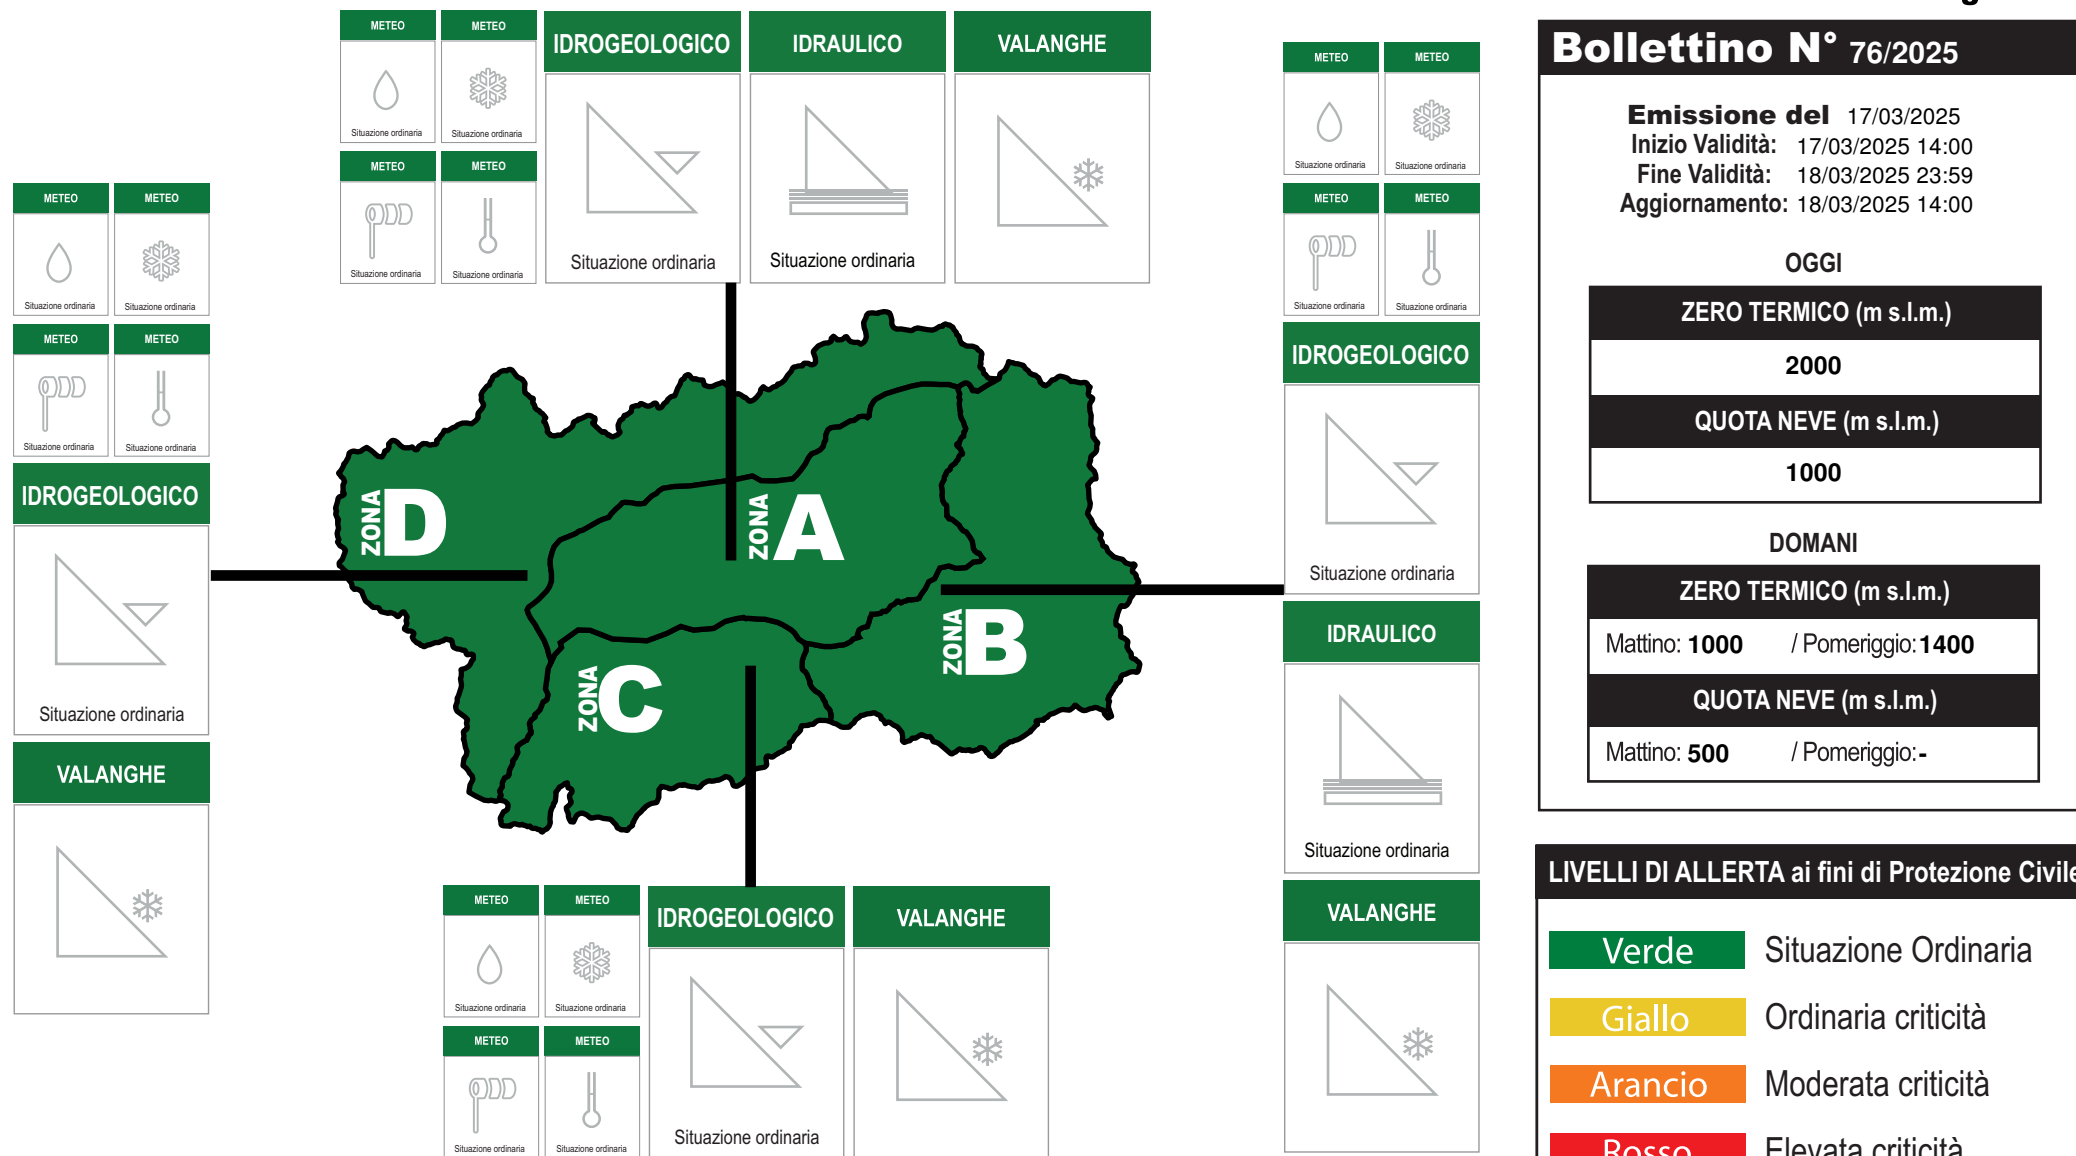 METEO METEO
Situazione ordinaria Situazione ordinaria
METEO METEO
Situazione ordinaria Situazione ordinaria
IDROGEOLOGICO
Situazione ordinaria
IDRAULICO
Situazione ordinaria
VALANGHE
METEO METEO
Situazione ordinaria Situazione ordinaria
METEO METEO
Situazione ordinaria Situazione ordinaria
IDROGEOLOGICO
Situazione ordinaria
VALANGHE
ZONA D
ZONA A
ZONA B
ZONA C
METEO METEO
Situazione ordinaria Situazione ordinaria
METEO METEO
Situazione ordinaria Situazione ordinaria
IDROGEOLOGICO
Situazione ordinaria
IDRAULICO
Situazione ordinaria
VALANGHE
METEO METEO
Situazione ordinaria Situazione ordinaria
METEO METEO
Situazione ordinaria Situazione ordinaria
IDROGEOLOGICO
Situazione ordinaria
VALANGHE
Bollettino N° 76/2025
Emissione del 17/03/2025
Inizio Validità: 17/03/2025 14:00
Fine Validità: 18/03/2025 23:59
Aggiornamento: 18/03/2025 14:00
OGGI
ZERO TERMICO (m s.l.m.)
2000
QUOTA NEVE (m s.l.m.)
1000
DOMANI
ZERO TERMICO (m s.l.m.)
Mattino: 1000 / Pomeriggio: 1400
QUOTA NEVE (m s.l.m.)
Mattino: 500 / Pomeriggio: -
LIVELLI DI ALLERTA ai fini di Protezione Civile
Verde Situazione Ordinaria
Giallo Ordinaria criticità
Arancio Moderata criticità
Rosso Elevata criticità